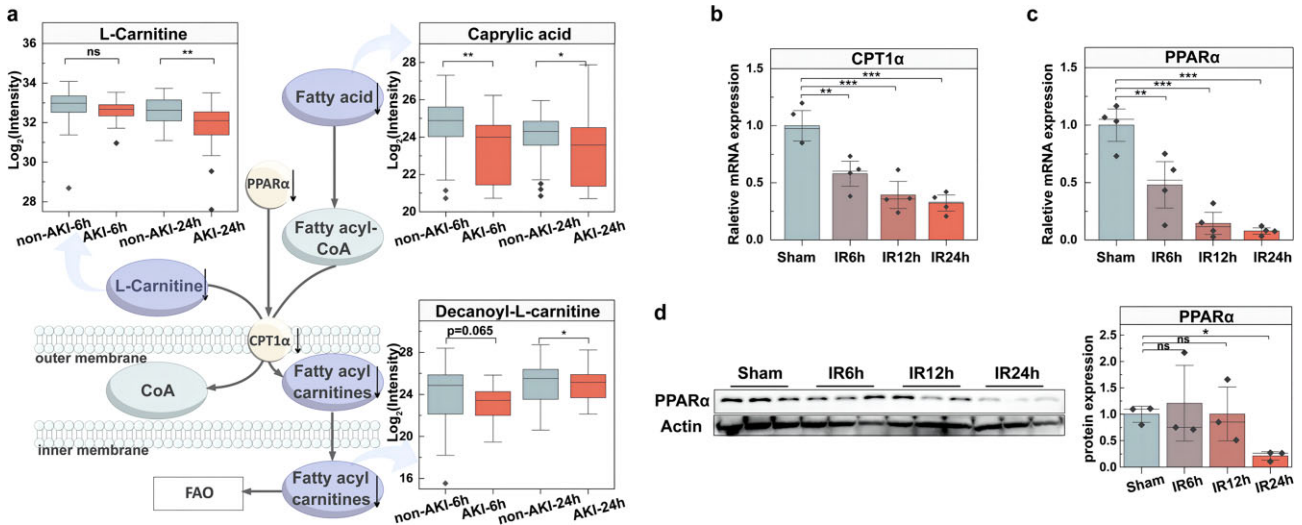 a
L-Carnitine
36
34
32
30
28
Log2(Intensity)
ns
**
non-AKI-6h
AKI-6h
non-AKI-24h
AKI-24h
Fatty acid
PPARα
Fatty acyl-
CoA
Caprylic acid
28
26
24
22
20
Log2(Intensity)
**
*
non-AKI-6h
AKI-6h
non-AKI-24h
AKI-24h
L-Carnitine
CPT1α
outer membrane
CoA
Fatty acyl
carnitines
inner membrane
Fatty acyl
carnitines
FAO
Decanoyl-L-carnitine
p=0.065
*
28
25
22
19
16
Log2(Intensity)
non-AKI-6h
AKI-6h
non-AKI-24h
AKI-24h
b
CPT1α
1.5
1.0
0.5
0.0
Raletive mRNA expression
***
***
**
Sham
IR6h
IR12h
IR24h
c
PPARα
1.5
1.0
0.5
0.0
Raletive mRNA expression
***
***
**
Sham
IR6h
IR12h
IR24h
d
Sham IR6h IR12h IR24h
PPARα
Actin
PPARα
2.5
2.0
1.5
1.0
0.5
0.0
protein expression
*
ns
ns
Sham
IR6h
IR12h
IR24h